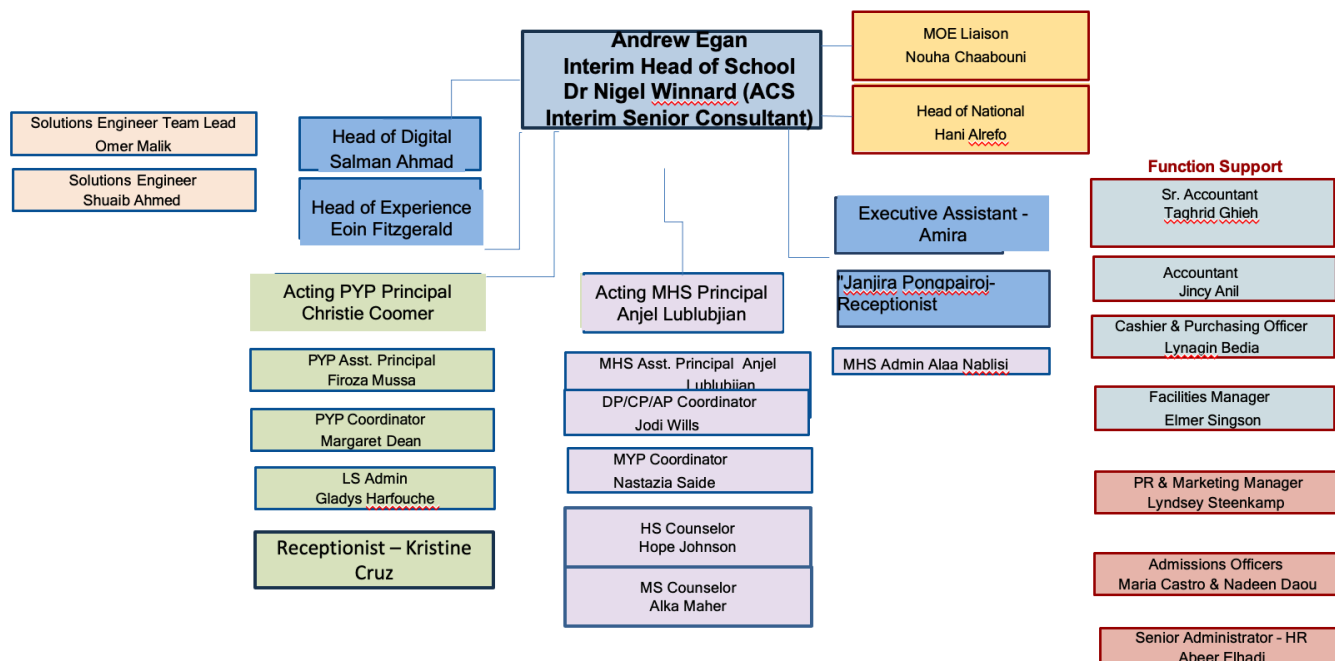 Andrew Egan
Interim Head of School
Dr Nigel Winnard (ACS
Interim Senior Consultant)
MOE Liaison
Nouha Chaabouni
Head of National
Hani Alrefo
Solutions Engineer Team Lead
Omer Malik
Solutions Engineer
Shuaib Ahmed
Head of Digital
Salman Ahmad
Head of Experience
Eoin Fitzgerald
Executive Assistant -
Amira
"Janjira Pongpairoj-
Receptionist
MHS Admin Alaa Nablisi
Acting PYP Principal
Christie Coomer
PYP Asst. Principal
Firoza Mussa
PYP Coordinator
Margaret Dean
LS Admin
Gladys Harfouche
Receptionist – Kristine
Cruz
Acting MHS Principal
Anjel Lublubjian
MHS Asst. Principal Anjel
Lublubjian
DP/CP/AP Coordinator
Jodi Wills
MYP Coordinator
Nastazia Saide
HS Counselor
Hope Johnson
MS Counselor
Alka Maher
Function Support
Sr. Accountant
Taghrid Ghieh
Accountant
Jincy Anil
Cashier & Purchasing Officer
Lynagin Bedia
Facilities Manager
Elmer Singson
PR & Marketing Manager
Lyndsey Steenkamp
Admissions Officers
Maria Castro & Nadeen Daou
Senior Administrator - HR
Abeer Elhadi